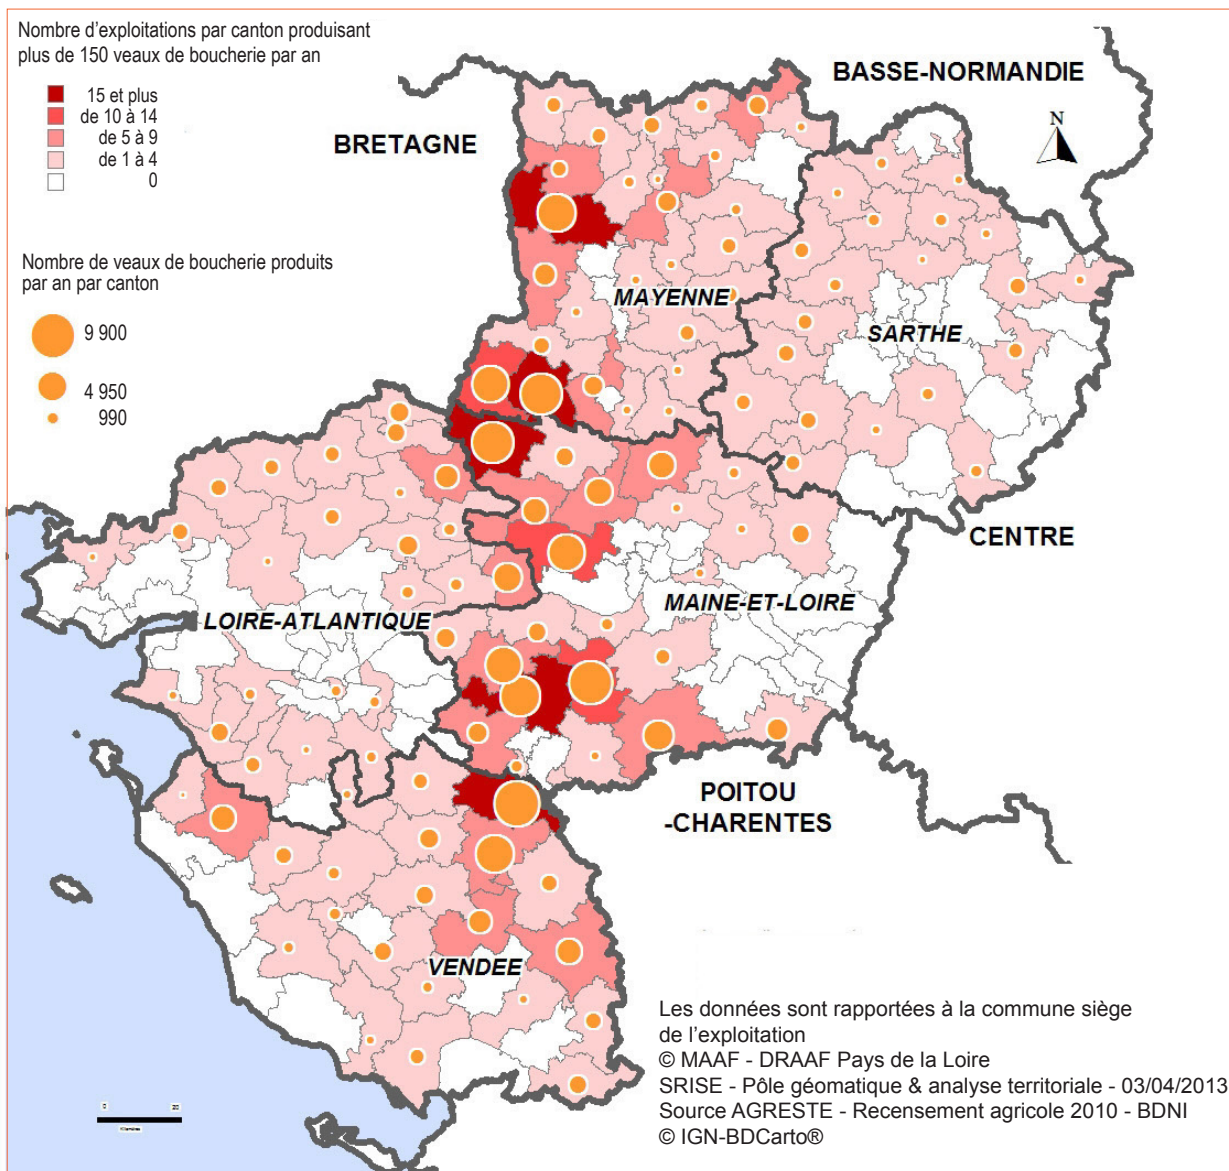 Nombre d'exploitations par canton produisant
plus de 150 veaux de boucherie par an
15 et plus
de 10 à 14
de 5 à 9
de 1 à 4
0
Nombre de veaux de boucherie produits
par an par canton
9 900
4 950
990
BRETAGNE
BASSE-NORMANDIE
N
MAYENNE
SARTHE
CENTRE
LOIRE-ATLANTIQUE
MAINE-ET-LOIRE
POITOU
-CHARENTES
VENDEE
Les données sont rapportées à la commune siège
de l'exploitation
© MAAF - DRAAF Pays de la Loire
SRISE - Pôle géomatique & analyse territoriale - 03/04/2013
Source AGRESTE - Recensement agricole 2010 - BDNI
© IGN-BDCarto®